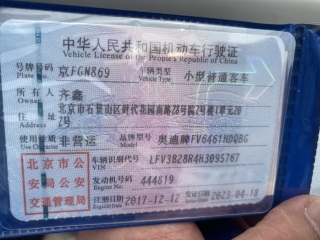 中华人民共和国机动车行驶证
Vehicle License of the People's Republic of China
号牌号码 京FGN869 车辆类型 小型普通客车
Plate No. Vehicle Type
所有人 齐鑫
Owner
住址 北京市石景山区时代花园南路28号院2号楼1单元20
2号
使用性质 非营运 品牌型号 奥迪牌FV6461HDQBG
Use Character Model
北京市公
安局公安
交通管理局
车辆识别代号 LFV3B28R4H3095767
VIN
发动机号码 444819
Engine No.
注册日期 2017-12-12 发证日期 2023-04-18
Register Date Issue Date